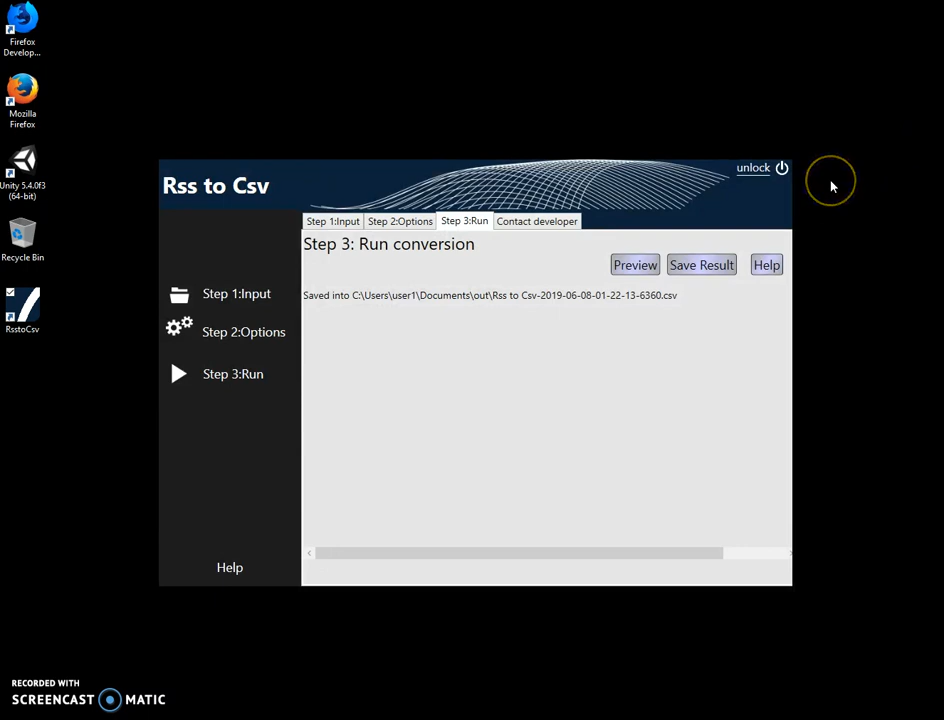 Firefox
Develop...
Mozilla
Firefox
Unity 5.4.0f3
(64-bit)
Recycle Bin
RsstoCsv
Rss to Csv
unlock
Step 1:Input
Step 2:Options
Step 3:Run
Help
Step 1:Input Step 2:Options Step 3:Run Contact developer
Step 3: Run conversion
Preview Save Result Help
Saved into C:\Users\user1\Documents\out\Rss to Csv-2019-06-08-01-22-13-6360.csv
RECORDED WITH
SCREENCAST MATIC